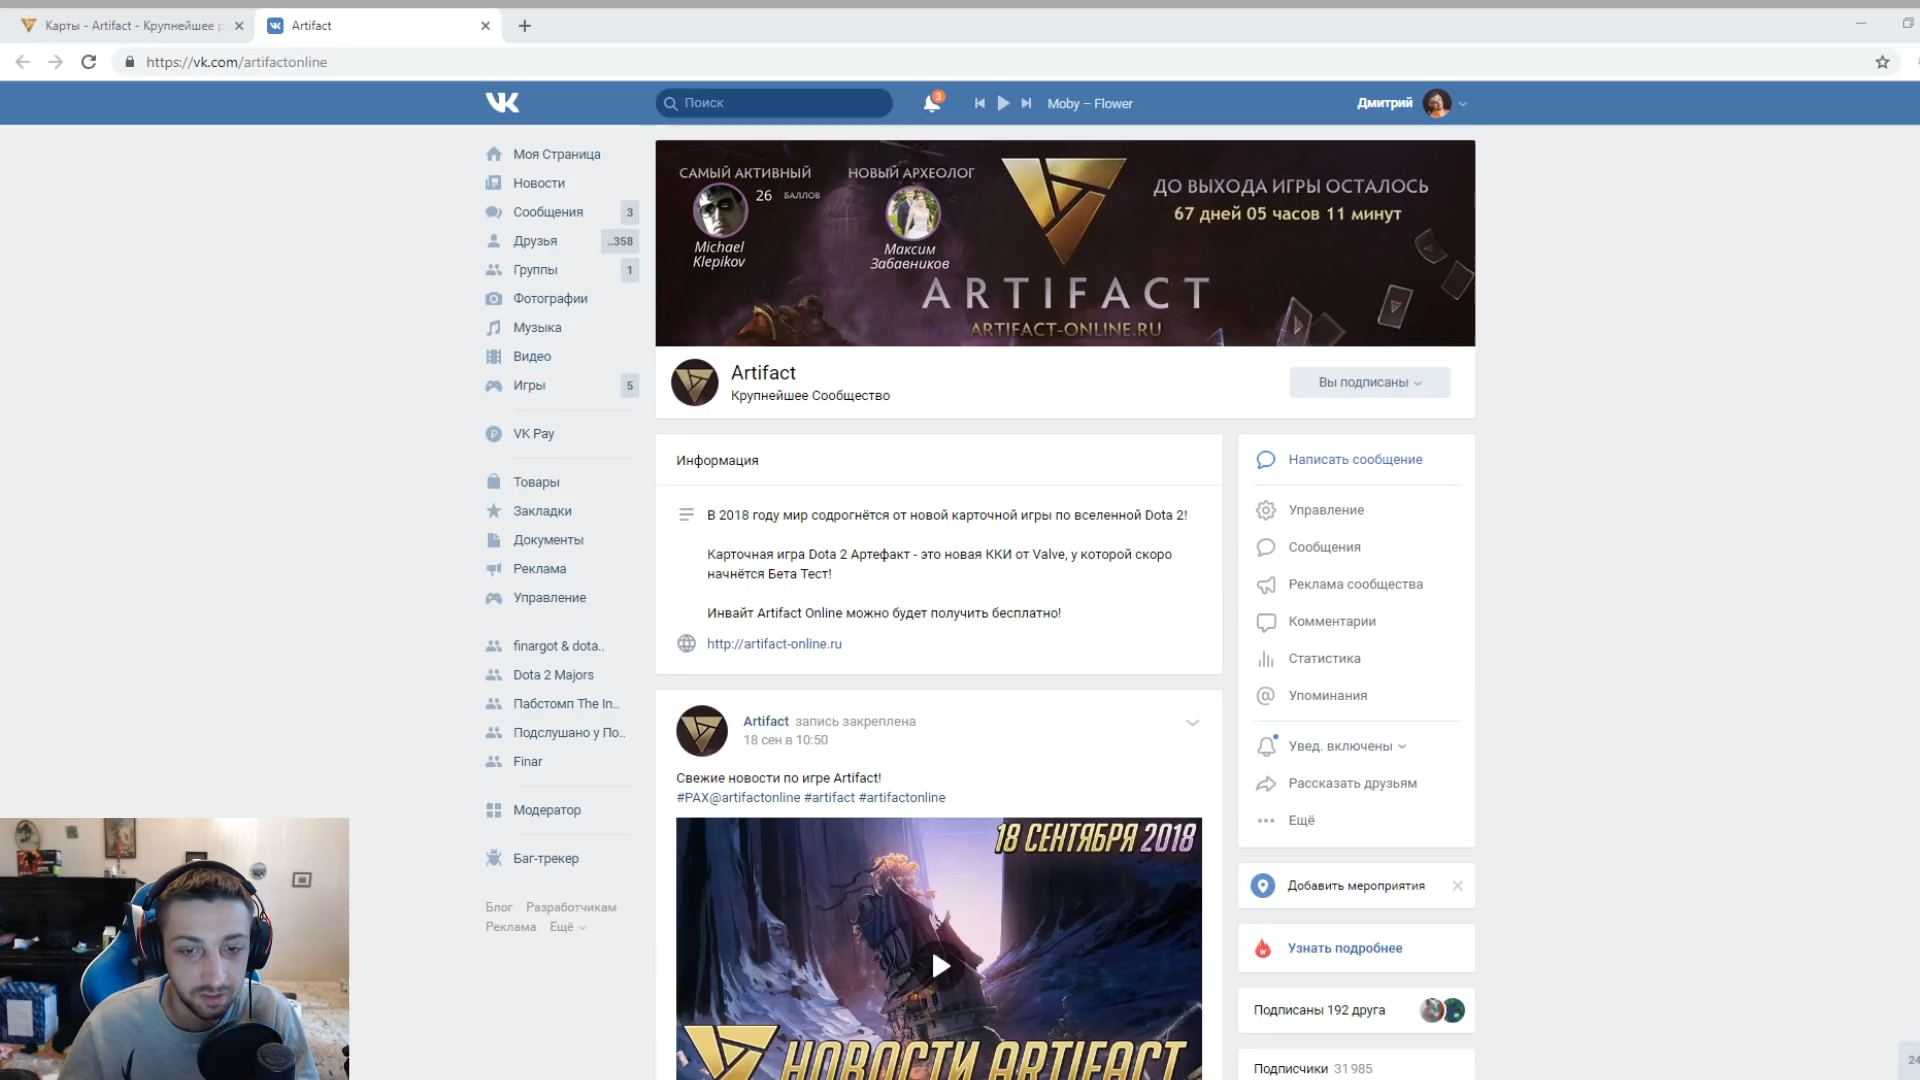 Карты - Artifact - Крупнейшее р
Artifact
https://vk.com/artifactonline
Поиск
3
Moby – Flower
Дмитрий
Моя Страница
Новости
Сообщения 3
Друзья ..358
Группы 1
Фотографии
Музыка
Видео
Игры 5
VK Pay
Товары
Закладки
Документы
Реклама
Управление
finargot & dota..
Dota 2 Majors
Пабстомп The In..
Подслушано у По..
Finar
Модератор
Баг-трекер
Блог Разработчикам
Реклама Ещё
САМЫЙ АКТИВНЫЙ
26 БАЛЛОВ
Michael
Klepikov
НОВЫЙ АРХЕОЛОГ
Максим
Забавников
ДО ВЫХОДА ИГРЫ ОСТАЛОСЬ
67 дней 05 часов 11 минут
ARTIFACT
ARTIFACT-ONLINE.RU
Artifact
Крупнейшее Сообщество
Вы подписаны
Информация
В 2018 году мир содрогнётся от новой карточной игры по вселенной Dota 2!
Карточная игра Dota 2 Артефакт - это новая ККИ от Valve, у которой скоро
начнётся Бета Тест!
Инвайт Artifact Online можно будет получить бесплатно!
http://artifact-online.ru
Artifact запись закреплена
18 сен в 10:50
Свежие новости по игре Artifact!
#PAX@artifactonline #artifact #artifactonline
18 СЕНТЯБРЯ 2018
НОВОСТИ ARTIFACT
Написать сообщение
Управление
Сообщения
Реклама сообщества
Комментарии
Статистика
Упоминания
Увед. включены
Рассказать друзьям
Ещё
Добавить мероприятия
Узнать подробнее
Подписаны 192 друга
Подписчики 31 985
24